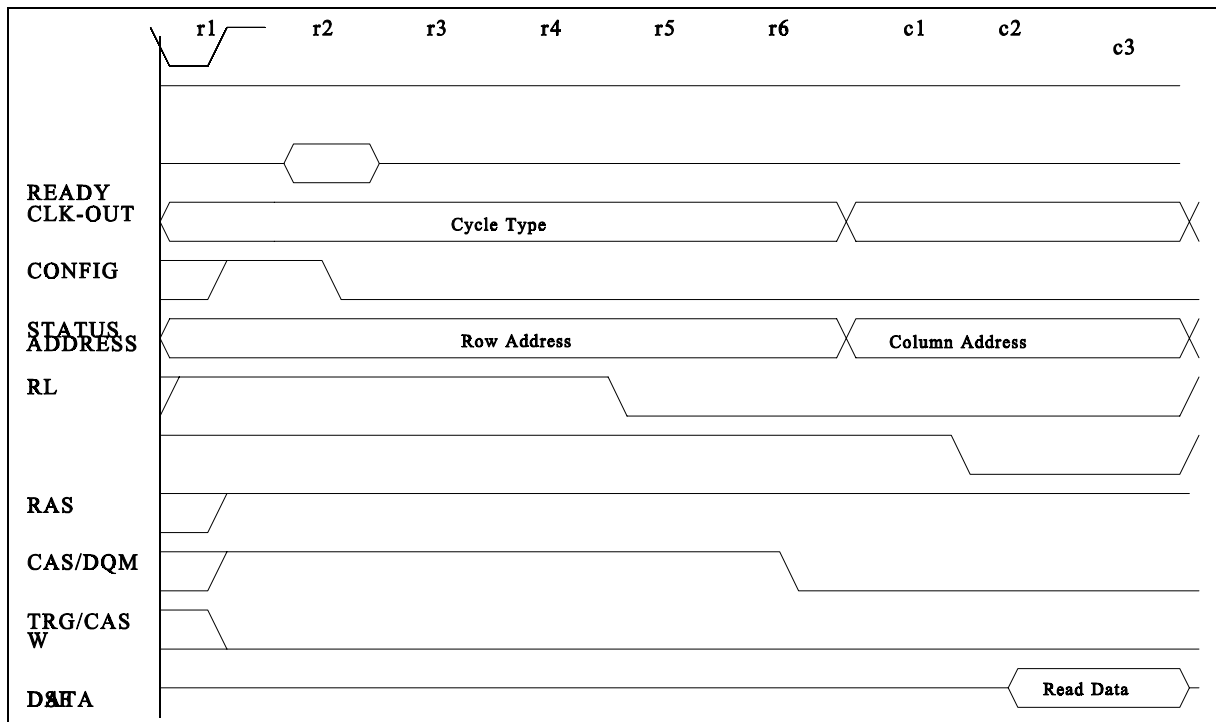 r1 r2 r3 r4 r5 r6 c1 c2 c3
READY
CLK-OUT
Cycle Type
CONFIG
STATUS
ADDRESS
Row Address Column Address
RL
RAS
CAS/DQM
TRG/CAS
W
Read Data